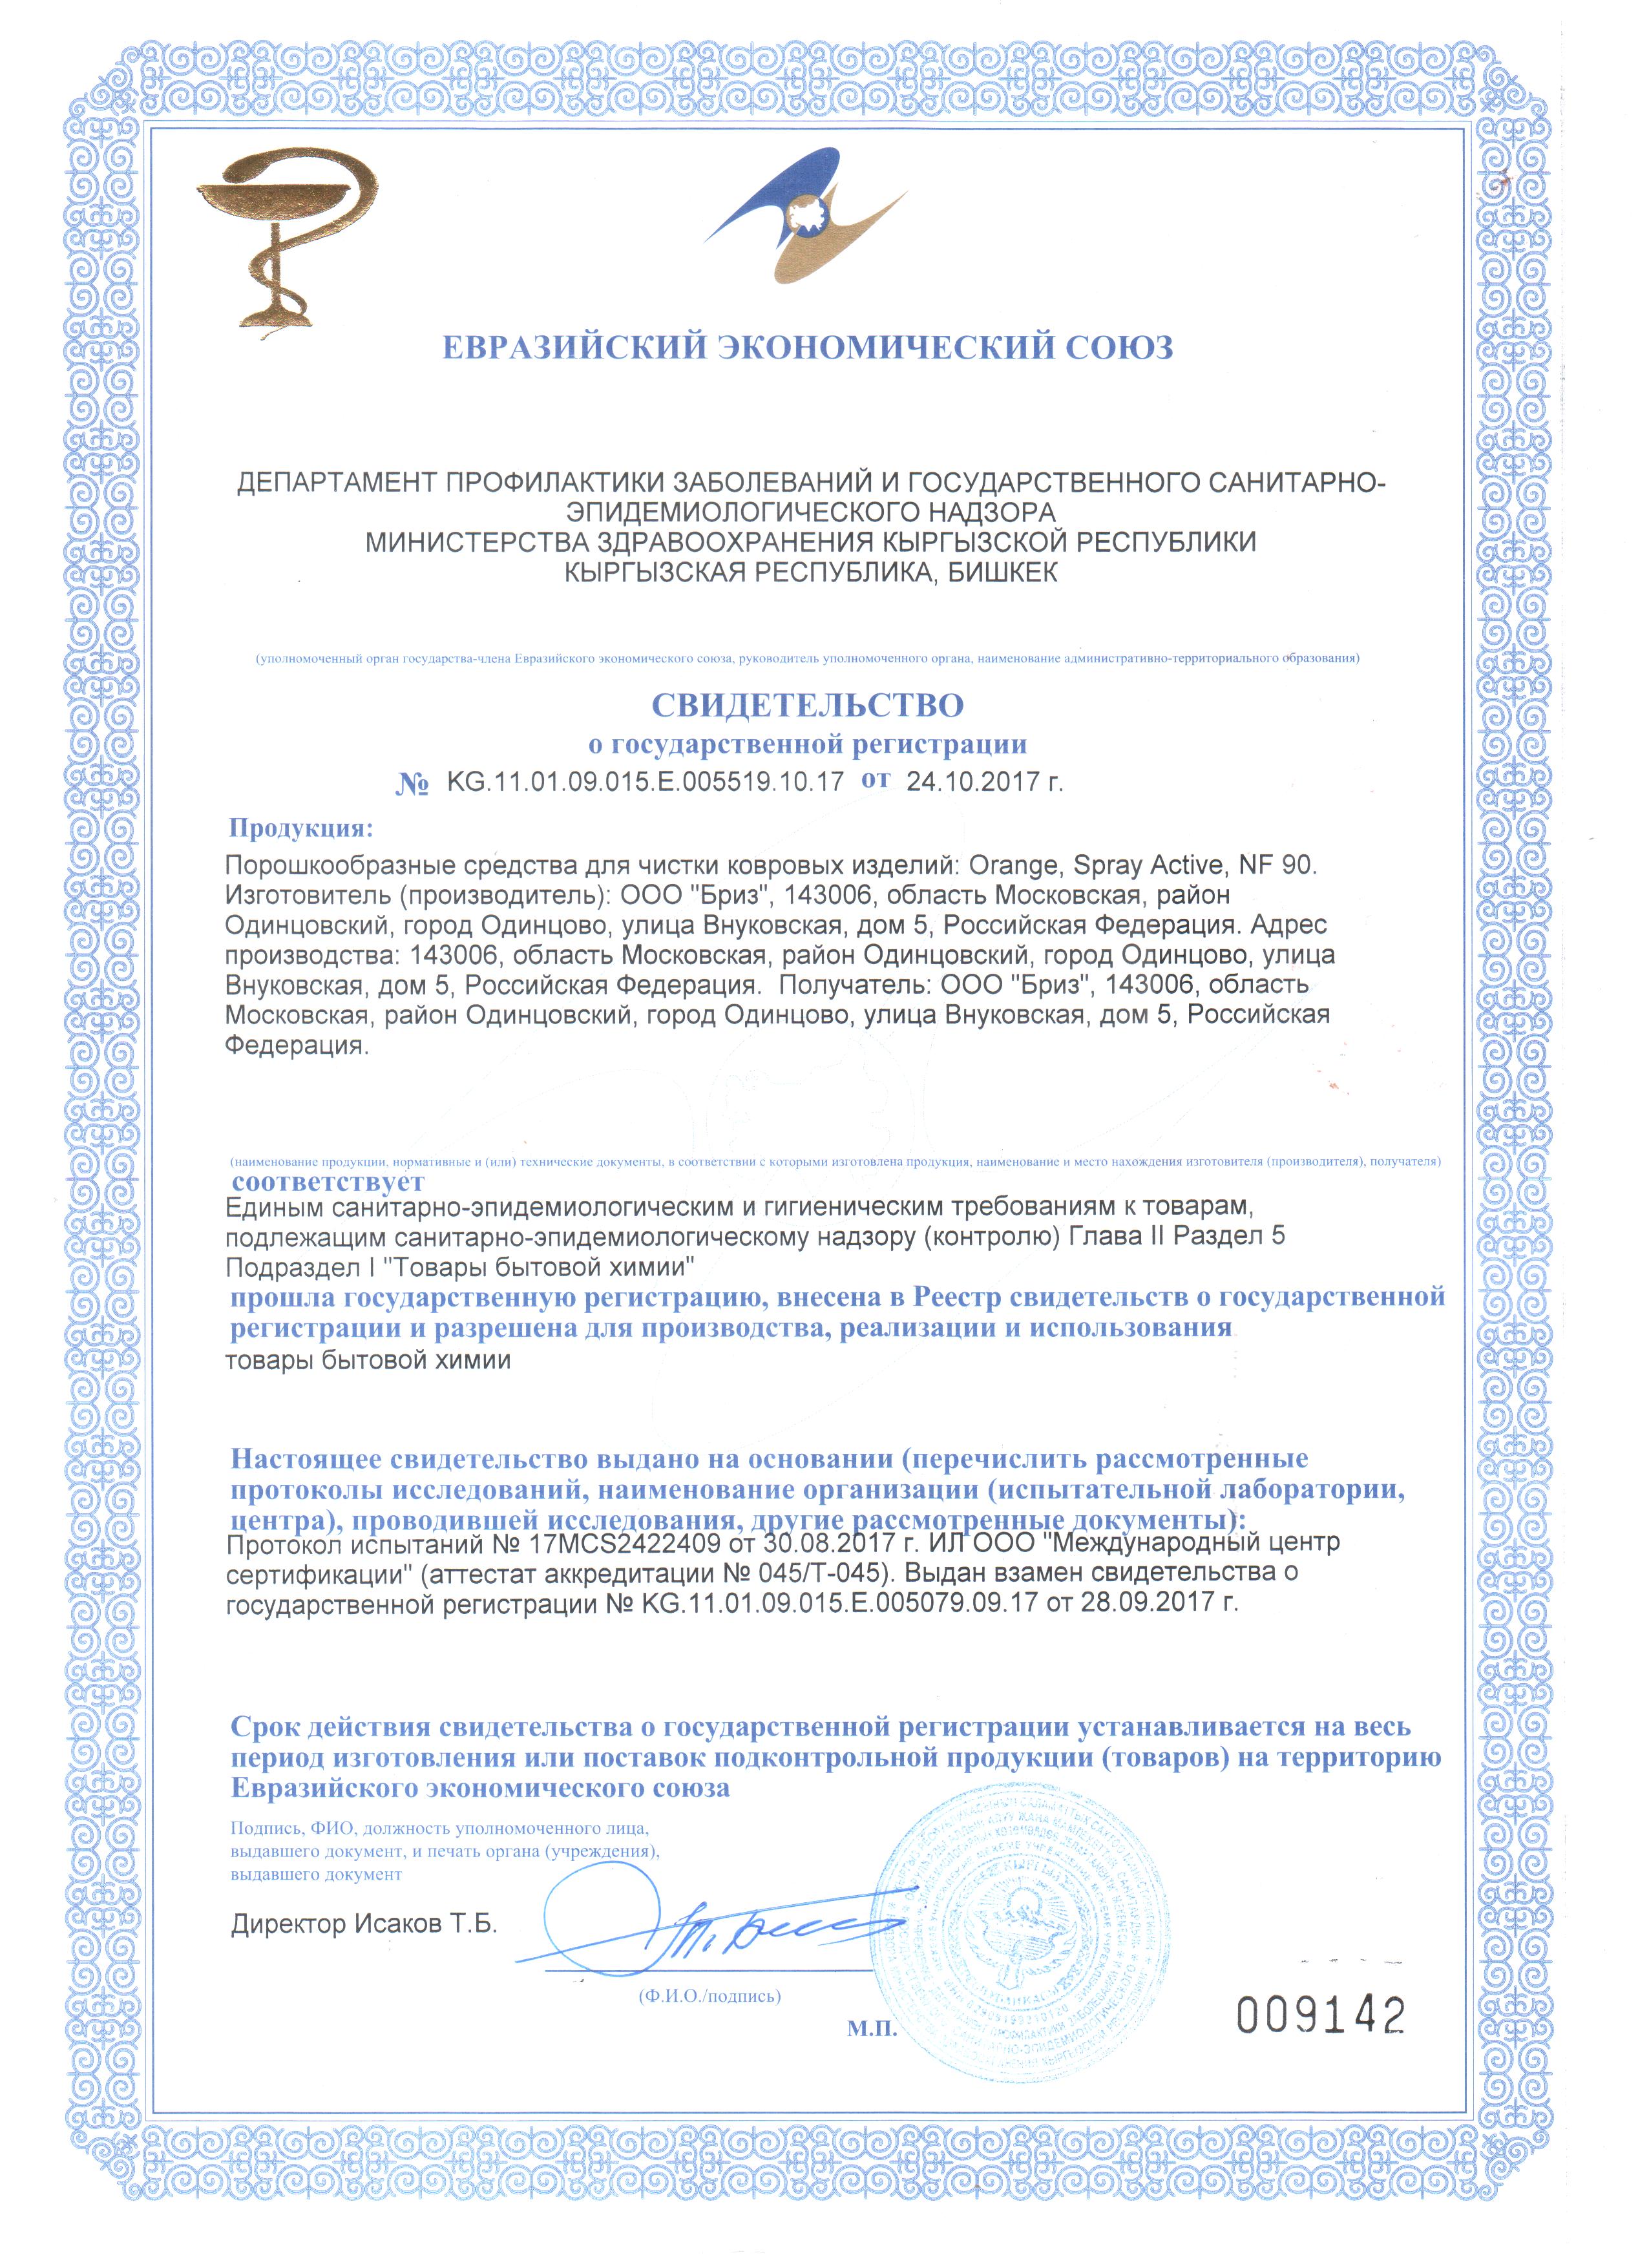 ЕВРАЗИЙСКИЙ ЭКОНОМИЧЕСКИЙ СОЮЗ
ДЕПАРТАМЕНТ ПРОФИЛАКТИКИ ЗАБОЛЕВАНИЙ И ГОСУДАРСТВЕННОГО САНИТАРНО-
ЭПИДЕМИОЛОГИЧЕСКОГО НАДЗОРА
МИНИСТЕРСТВА ЗДРАВООХРАНЕНИЯ КЫРГЫЗСКОЙ РЕСПУБЛИКИ
КЫРГЫЗСКАЯ РЕСПУБЛИКА, БИШКЕК
(уполномоченный орган государства-члена Евразийского экономического союза, руководитель уполномоченного органа, наименование административно-территориального образования)
СВИДЕТЕЛЬСТВО
о государственной регистрации
№ KG.11.01.09.015.E.005519.10.17 от 24.10.2017 г.
Продукция:
Порошкообразные средства для чистки ковровых изделий: Orange, Spray Active, NF 90.
Изготовитель (производитель): ООО "Бриз", 143006, область Московская, район
Одинцовский, город Одинцово, улица Внуковская, дом 5, Российская Федерация. Адрес
производства: 143006, область Московская, район Одинцовский, город Одинцово, улица
Внуковская, дом 5, Российская Федерация. Получатель: ООО "Бриз", 143006, область
Московская, район Одинцовский, город Одинцово, улица Внуковская, дом 5, Российская
Федерация.
(наименование продукции, нормативные и (или) технические документы, в соответствии с которыми изготовлена продукция, наименование и место нахождения изготовителя (производителя), получателя)
соответствует
Единым санитарно-эпидемиологическим и гигиеническим требованиям к товарам,
подлежащим санитарно-эпидемиологическому надзору (контролю) Глава II Раздел 5
Подраздел I "Товары бытовой химии"
прошла государственную регистрацию, внесена в Реестр свидетельств о государственной
регистрации и разрешена для производства, реализации и использования
товары бытовой химии
Настоящее свидетельство выдано на основании (перечислить рассмотренные
протоколы исследований, наименование организации (испытательной лаборатории,
центра), проводившей исследования, другие рассмотренные документы):
Протокол испытаний № 17MCS2422409 от 30.08.2017 г. ИЛ ООО "Международный центр
сертификации" (аттестат аккредитации № 045/Т-045). Выдан взамен свидетельства о
государственной регистрации № KG.11.01.09.015.E.005079.09.17 от 28.09.2017 г.
Срок действия свидетельства о государственной регистрации устанавливается на весь
период изготовления или поставок подконтрольной продукции (товаров) на территорию
Евразийского экономического союза
Подпись, ФИО, должность уполномоченного лица,
выдавшего документ, и печать органа (учреждения),
выдавшего документ
Директор Исаков Т.Б.
(Ф.И.О./подпись)
М.П.
009142